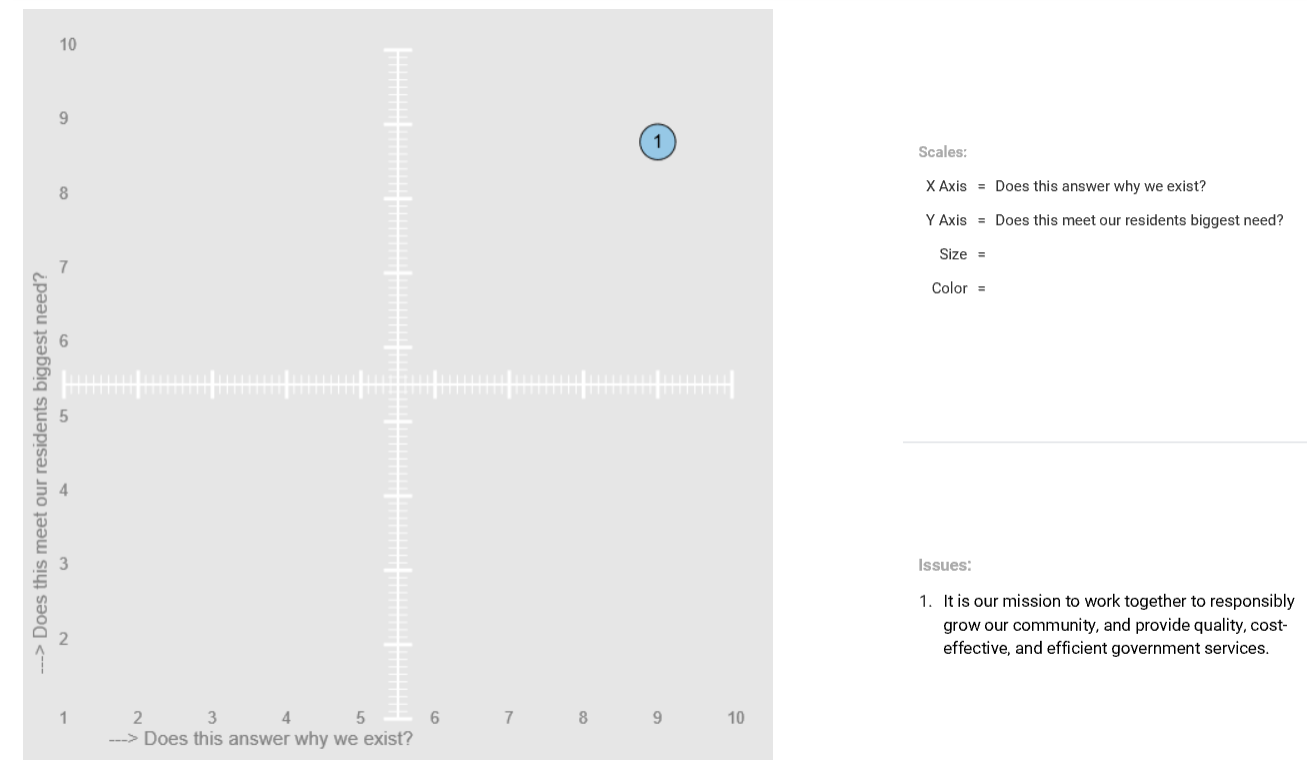 10
9
1
8
7
6
5
4
3
2
1 2 3 4 5 6 7 8 9 10
---> Does this answer why we exist?
---> Does this meet our residents biggest need?
Scales:
X Axis = Does this answer why we exist?
Y Axis = Does this meet our residents biggest need?
Size =
Color =
Issues:
1. It is our mission to work together to responsibly
grow our community, and provide quality, cost-
effective, and efficient government services.